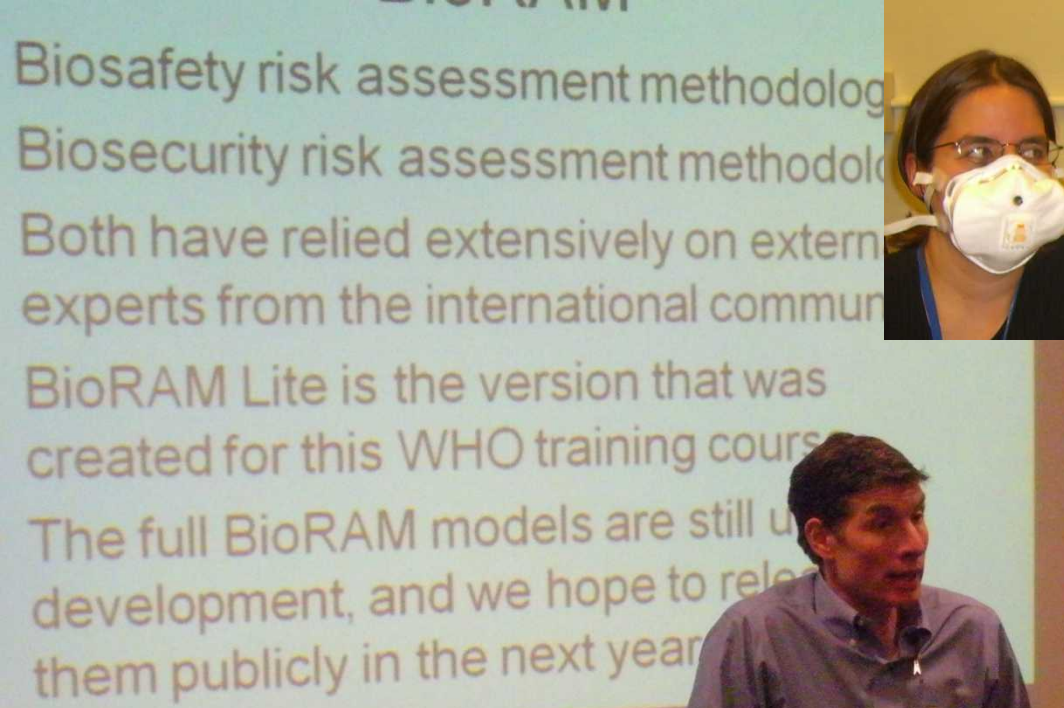 BioRAM
Biosafety risk assessment methodolog
Biosecurity risk assessment methodolo
Both have relied extensively on extern
experts from the international commun
BioRAM Lite is the version that was
created for this WHO training cours
The full BioRAM models are still u
development, and we hope to relea
them publicly in the next year